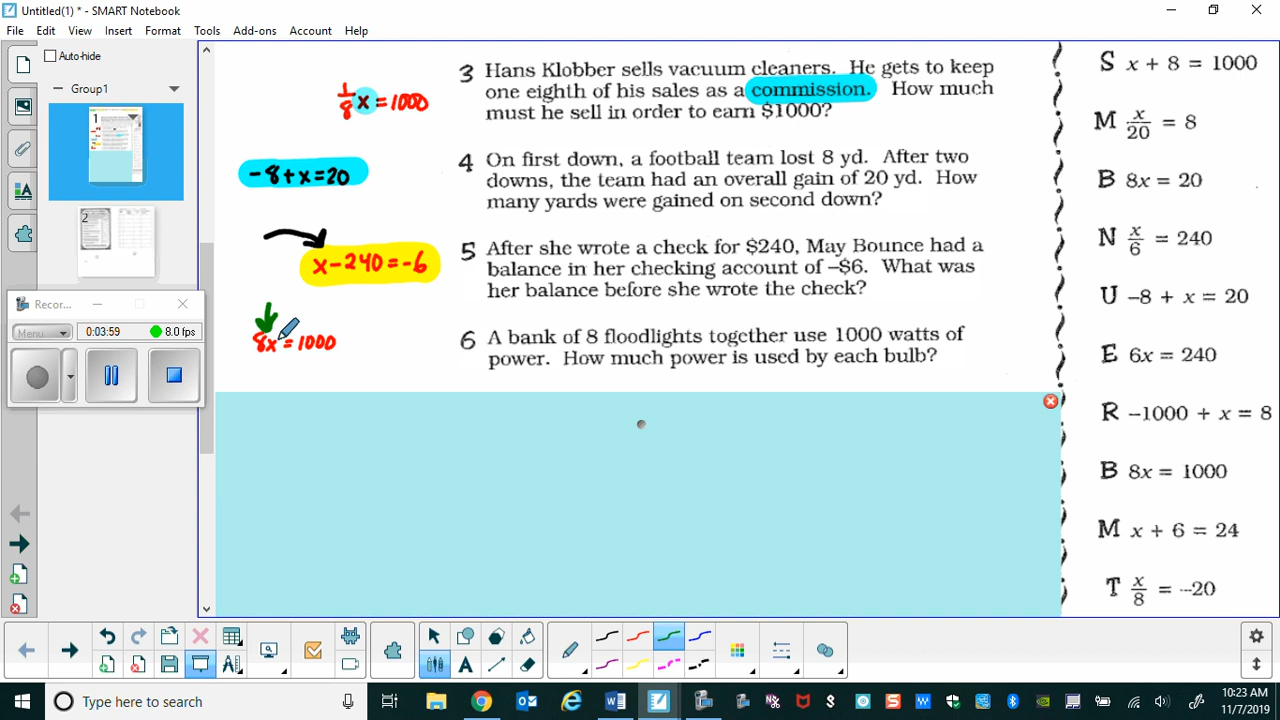 Untitled(1) * - SMART Notebook
File Edit View Insert Format Tools Add-ons Account Help
Auto-hide
Group1
1
2
Recor...
Menu
0:03:59
8.0 fps
1/8 x = 1000
3 Hans Klobber sells vacuum cleaners. He gets to keep
one eighth of his sales as a commission. How much
must he sell in order to earn $1000?
-8+x=20
4 On first down, a football team lost 8 yd. After two
downs, the team had an overall gain of 20 yd. How
many yards were gained on second down?
x-240=-6
5 After she wrote a check for $240, May Bounce had a
balance in her checking account of –$6. What was
her balance before she wrote the check?
8x=1000
6 A bank of 8 floodlights together use 1000 watts of
power. How much power is used by each bulb?
S x + 8 = 1000
M x/20 = 8
B 8x = 20
N x/6 = 240
U –8 + x = 20
E 6x = 240
R –1000 + x = 8
B 8x = 1000
M x + 6 = 24
T x/8 = –20
A
Type here to search
10:23 AM
11/7/2019